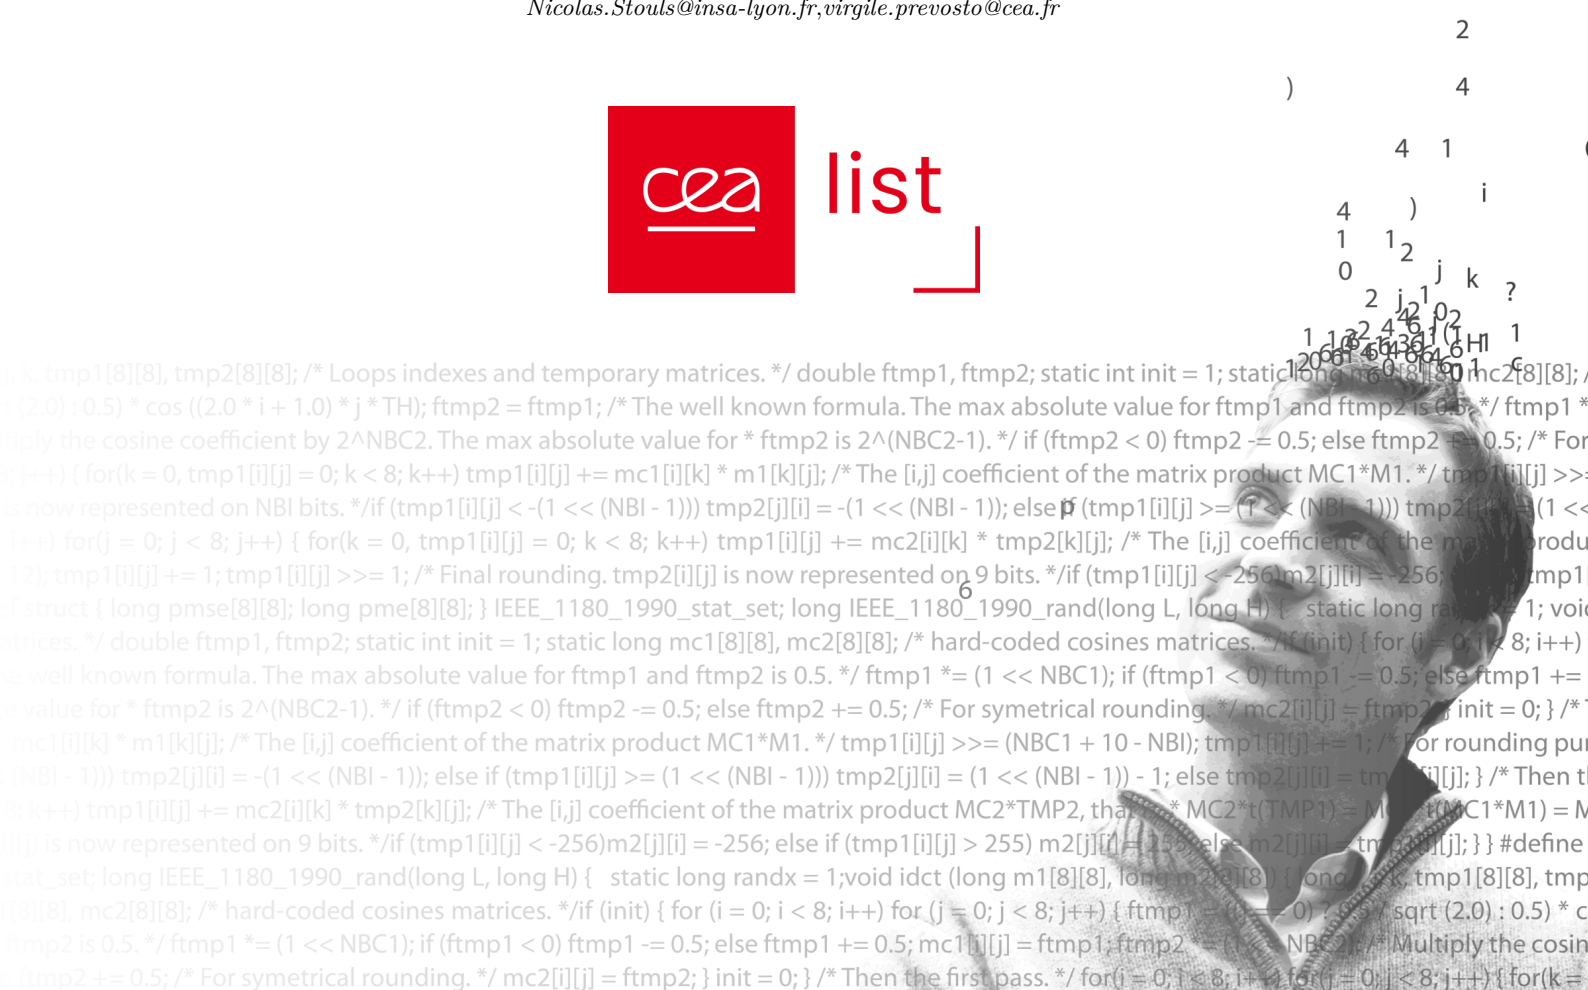 Nicolas.Stouls@insa-lyon.fr,virgile.prevosto@cea.fr
2
) 4
4 1
i
4 )
1 1 2
0 j k ?
2 j 1
cea list
k, tmp1[8][8], tmp2[8][8]; /* Loops indexes and temporary matrices. */ double ftmp1, ftmp2; static int init = 1; static long mc1[8][8], mc2[8][8]; /
(2.0) : 0.5) * cos ((2.0 * i + 1.0) * j * TH); ftmp2 = ftmp1; /* The well known formula. The max absolute value for ftmp1 and ftmp2 is 0.5. */ ftmp1 *
the cosine coefficient by 2^NBC2. The max absolute value for * ftmp2 is 2^(NBC2-1). */ if (ftmp2 < 0) ftmp2 -= 0.5; else ftmp2 += 0.5; /* For
j++) { for(k = 0, tmp1[i][j] = 0; k < 8; k++) tmp1[i][j] += mc1[i][k] * m1[k][j]; /* The [i,j] coefficient of the matrix product MC1*M1. */ tmp1[i][j] >>=
is now represented on NBI bits. */if (tmp1[i][j] < -(1 << (NBI - 1))) tmp2[j][i] = -(1 << (NBI - 1)); else if (tmp1[i][j] >= (1 << (NBI - 1))) tmp2[j][i] = (1 <<
j++) for(j = 0; j < 8; j++) { for(k = 0, tmp1[i][j] = 0; k < 8; k++) tmp1[i][j] += mc2[i][k] * tmp2[k][j]; /* The [i,j] coefficient of the matrix produ
12); tmp1[i][j] += 1; tmp1[i][j] >>= 1; /* Final rounding. tmp2[i][j] is now represented on 9 bits. */if (tmp1[i][j] < -256)m2[j][i] = -256; tmp1[
6
struct { long pmse[8][8]; long pme[8][8]; } IEEE_1180_1990_stat_set; long IEEE_1180_1990_rand(long L, long H) { static long randx = 1; void
matrices. */ double ftmp1, ftmp2; static int init = 1; static long mc1[8][8], mc2[8][8]; /* hard-coded cosines matrices. */if (init) { for (i = 0; i < 8; i++)
well known formula. The max absolute value for ftmp1 and ftmp2 is 0.5. */ ftmp1 *= (1 << NBC1); if (ftmp1 < 0) ftmp1 -= 0.5; else ftmp1 +=
value for * ftmp2 is 2^(NBC2-1). */ if (ftmp2 < 0) ftmp2 -= 0.5; else ftmp2 += 0.5; /* For symetrical rounding. */ mc2[i][j] = ftmp2; } init = 0; } /*
mc1[i][k] * m1[k][j]; /* The [i,j] coefficient of the matrix product MC1*M1. */ tmp1[i][j] >>= (NBC1 + 10 - NBI); tmp1[i][j] += 1; /* For rounding pur
(NBI - 1))) tmp2[j][i] = -(1 << (NBI - 1)); else if (tmp1[i][j] >= (1 << (NBI - 1))) tmp2[j][i] = (1 << (NBI - 1)) - 1; else tmp2[j][i] = tmp1[i][j]; } /* Then t
k++) tmp1[i][j] += mc2[i][k] * tmp2[k][j]; /* The [i,j] coefficient of the matrix product MC2*TMP2, that is, * MC2*t(TMP1) = MC2*t(MC1*M1) = M
is now represented on 9 bits. */if (tmp1[i][j] < -256)m2[j][i] = -256; else if (tmp1[i][j] > 255) m2[j][i] = 255; else m2[j][i] = tmp1[i][j]; } } #define
stat_set; long IEEE_1180_1990_rand(long L, long H) { static long randx = 1;void idct (long m1[8][8], long m2[8][8]) { long i, j, k, tmp1[8][8], tmp
mc2[8][8]; /* hard-coded cosines matrices. */if (init) { for (i = 0; i < 8; i++) for (j = 0; j < 8; j++) { ftmp1 = ((j == 0) ? 0.5 / sqrt (2.0) : 0.5) * c
ftmp2 is 0.5. */ ftmp1 *= (1 << NBC1); if (ftmp1 < 0) ftmp1 -= 0.5; else ftmp1 += 0.5; mc1[i][j] = ftmp1; ftmp2 *= (1 << NBC2); /* Multiply the cosin
ftmp2 += 0.5; /* For symetrical rounding. */ mc2[i][j] = ftmp2; } init = 0; } /* Then the first pass. */ for(i = 0; i < 8; i++) for(j = 0; j < 8; j++) { for(k =